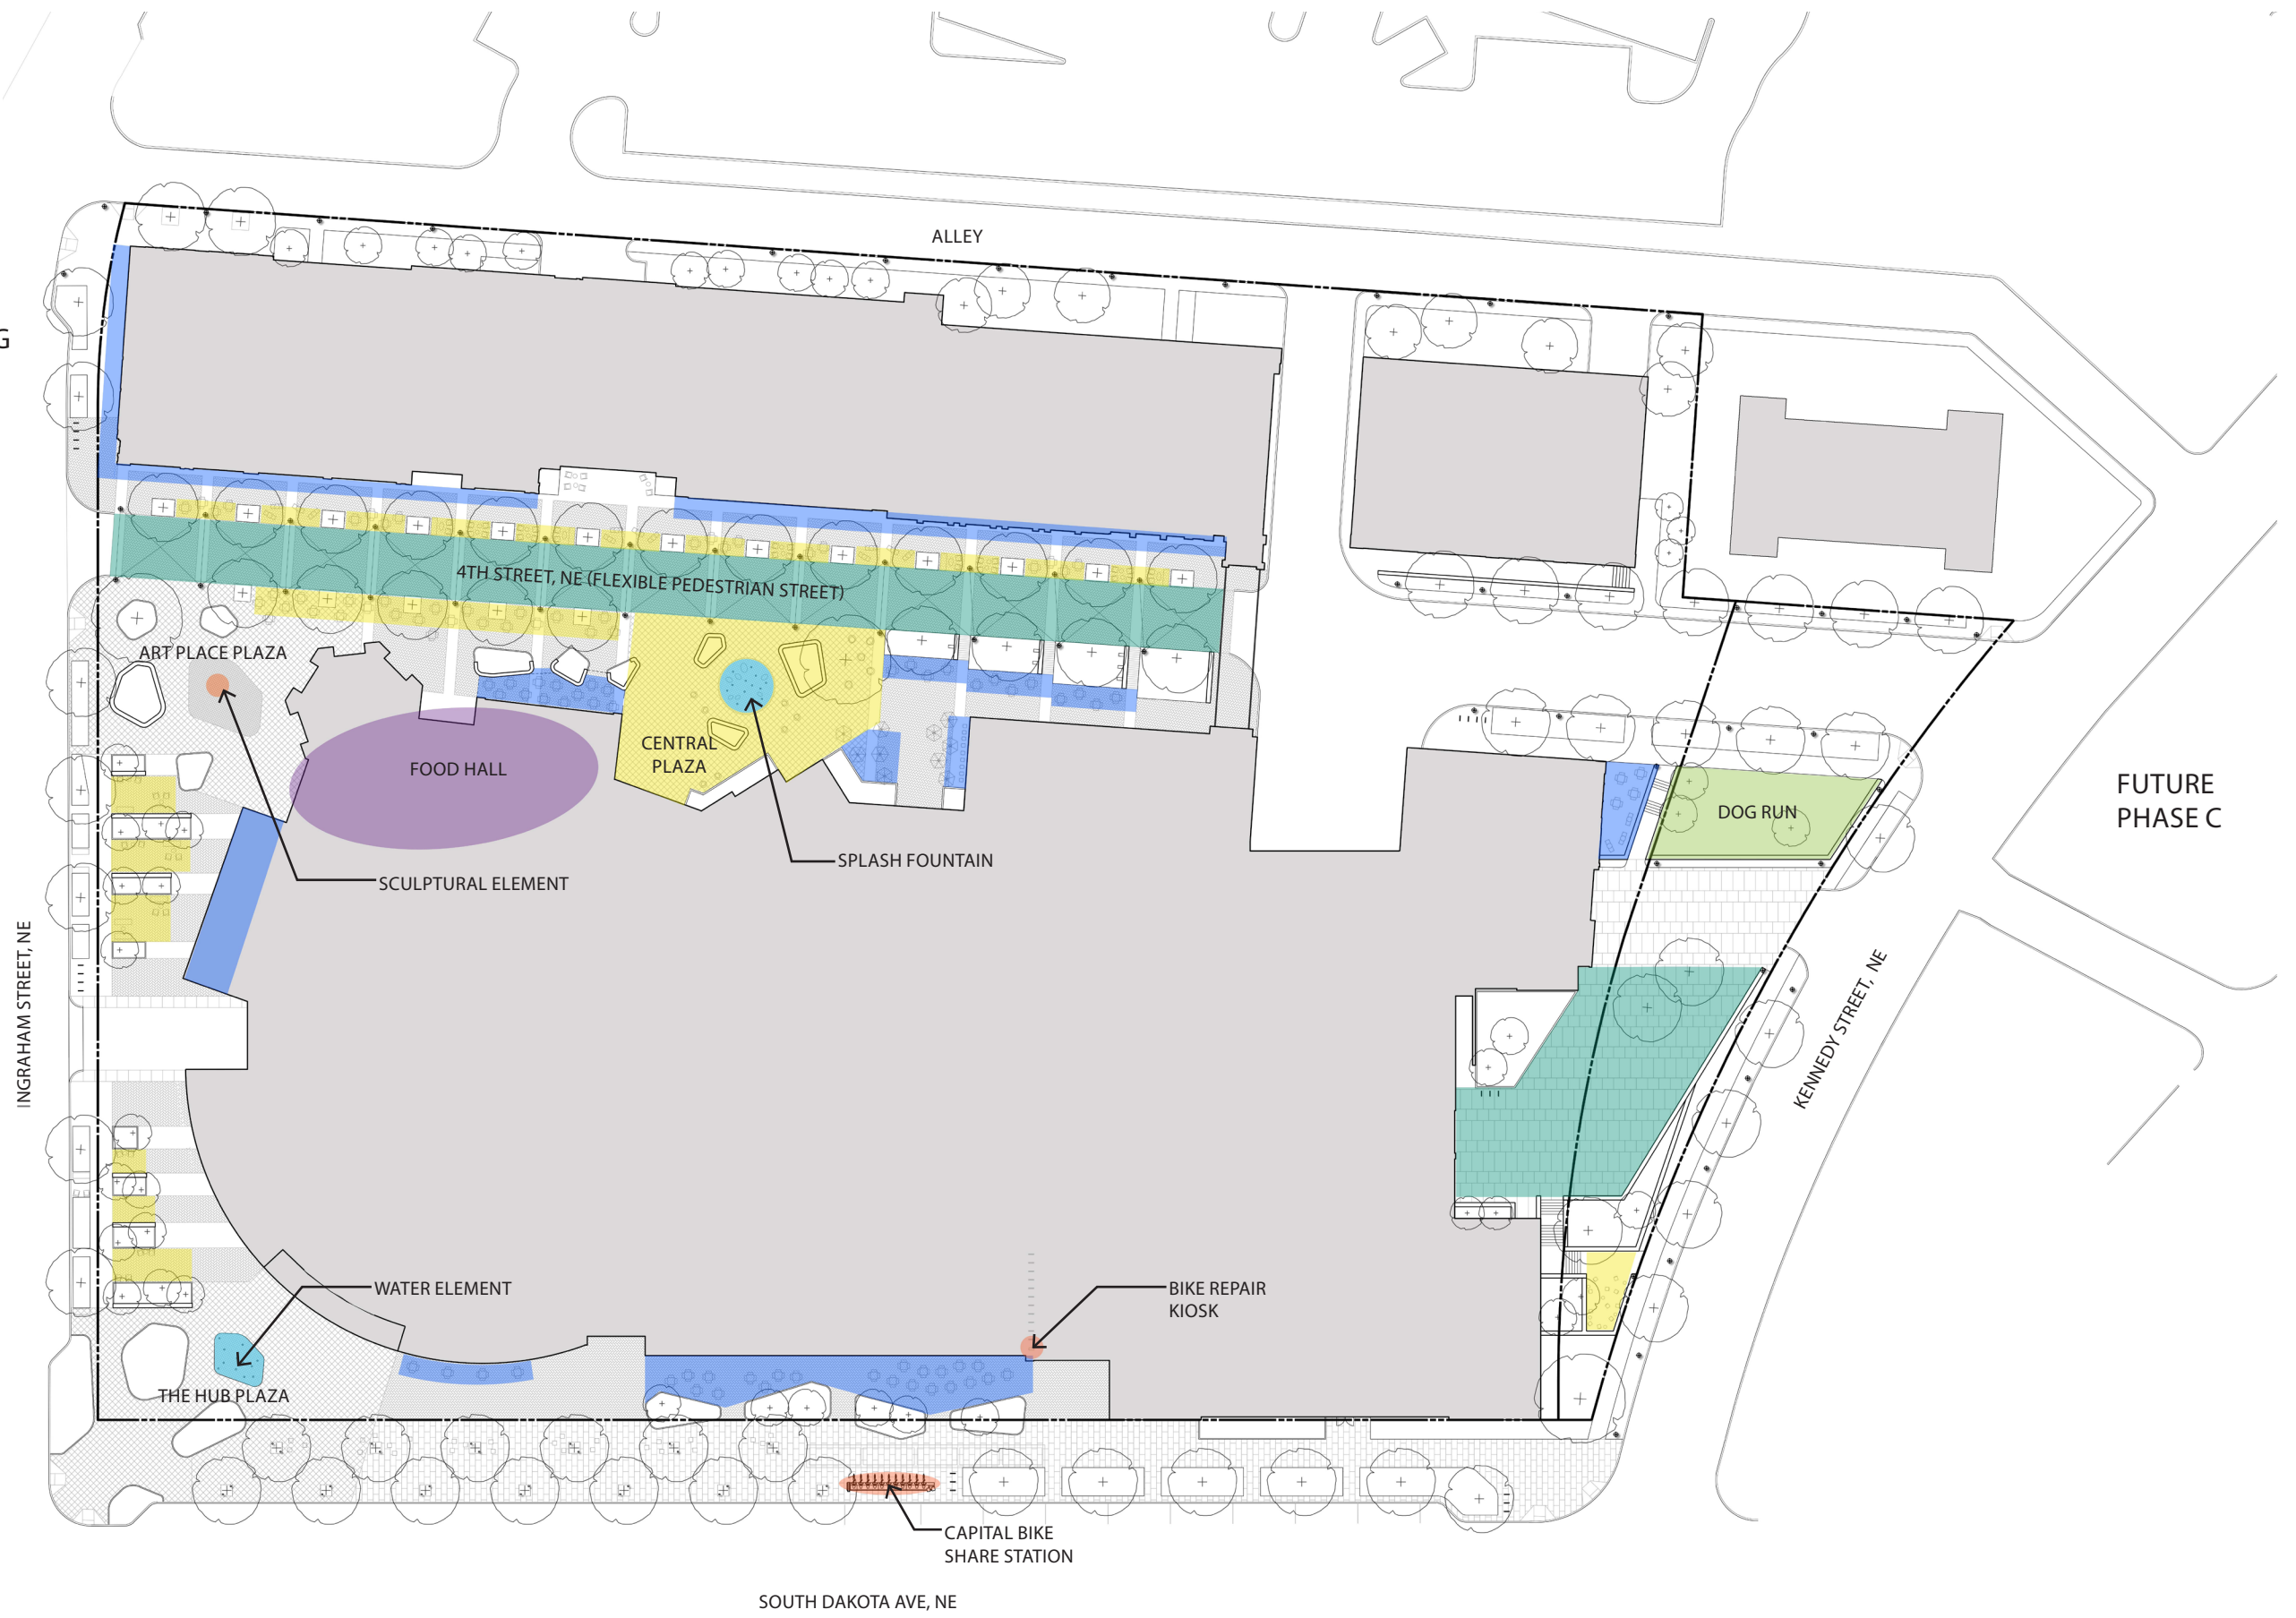 ALLEY
G
4TH STREET, NE (FLEXIBLE PEDESTRIAN STREET)
ART PLACE PLAZA
CENTRAL
PLAZA
FOOD HALL
FUTURE
PHASE C
DOG RUN
SPLASH FOUNTAIN
SCULPTURAL ELEMENT
INGRAHAM STREET, NE
KENNEDY STREET, NE
WATER ELEMENT
BIKE REPAIR
KIOSK
THE HUB PLAZA
CAPITAL BIKE
SHARE STATION
SOUTH DAKOTA AVE, NE